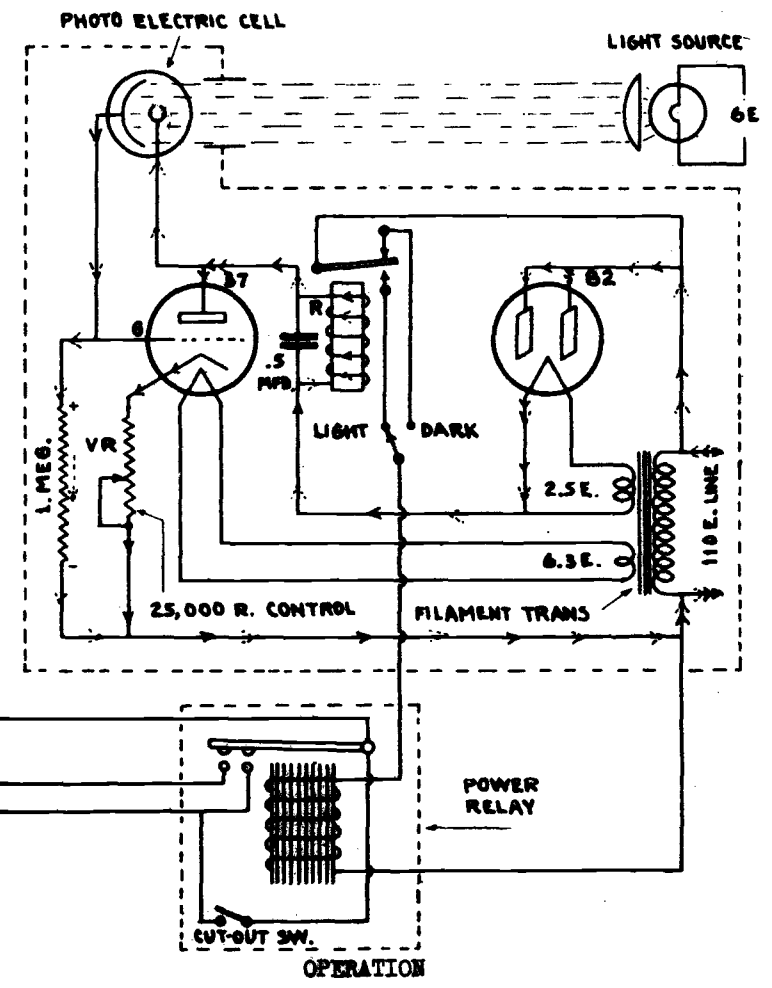 PHOTO ELECTRIC CELL
LIGHT SOURCE
6E
37
82
G
R
.5
MFD.
LIGHT
DARK
+
VR
1. MEG.
+
-
2.5E.
6.3E.
110E. LINE
25,000 R. CONTROL
FILAMENT TRANS
POWER
RELAY
CUT-OUT SW.
OPERATION